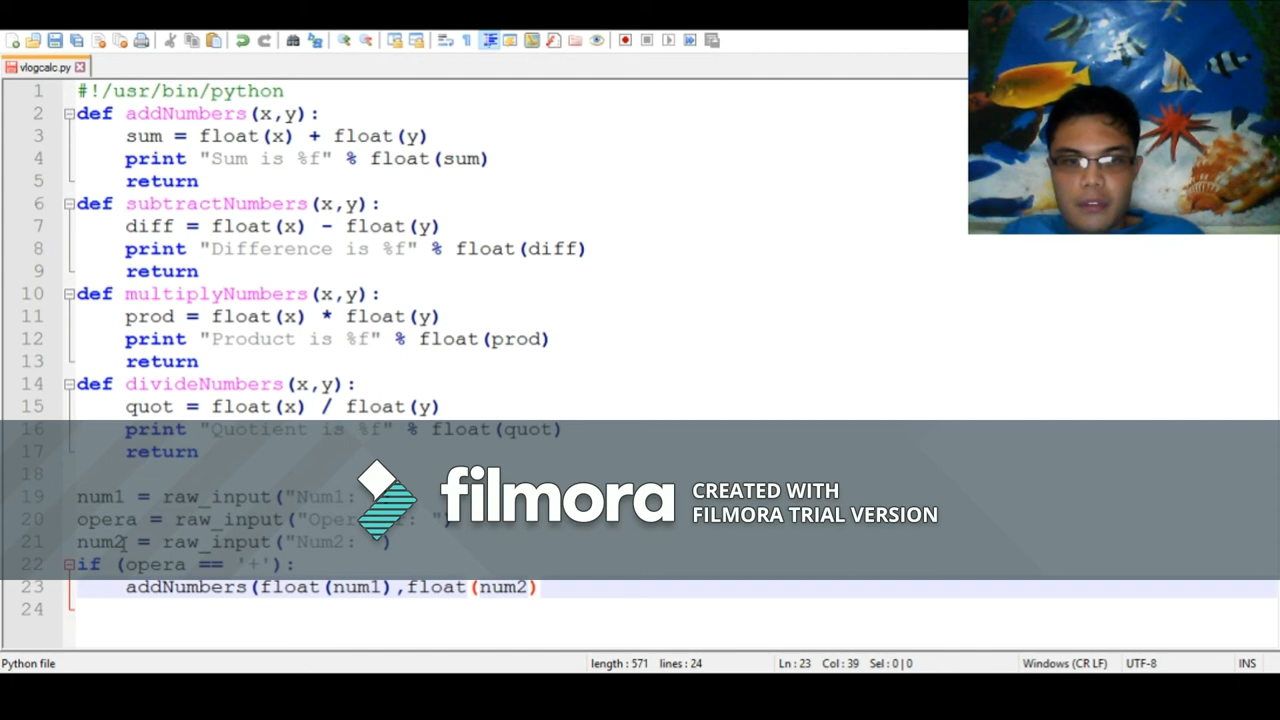 vlogcalc.py
1 #!/usr/bin/python
2 def addNumbers(x,y):
3 sum = float(x) + float(y)
4 print "Sum is %f" % float(sum)
5 return
6 def subtractNumbers(x,y):
7 diff = float(x) - float(y)
8 print "Difference is %f" % float(diff)
9 return
10 def multiplyNumbers(x,y):
11 prod = float(x) * float(y)
12 print "Product is %f" % float(prod)
13 return
14 def divideNumbers(x,y):
15 quot = float(x) / float(y)
16 print "Quotient is %f" % float(quot)
17 return
18
19 num1 = raw_input("Num1:
20 opera = raw_input("Oper : ")
21 num2 = raw_input("Num2: ")
22 if (opera == '+'):
23 addNumbers(float(num1),float(num2)
24
filmora CREATED WITH
FILMORA TRIAL VERSION
Python file length : 571 lines : 24 Ln : 23 Col : 39 Sel : 0 | 0 Windows (CR LF) UTF-8 INS